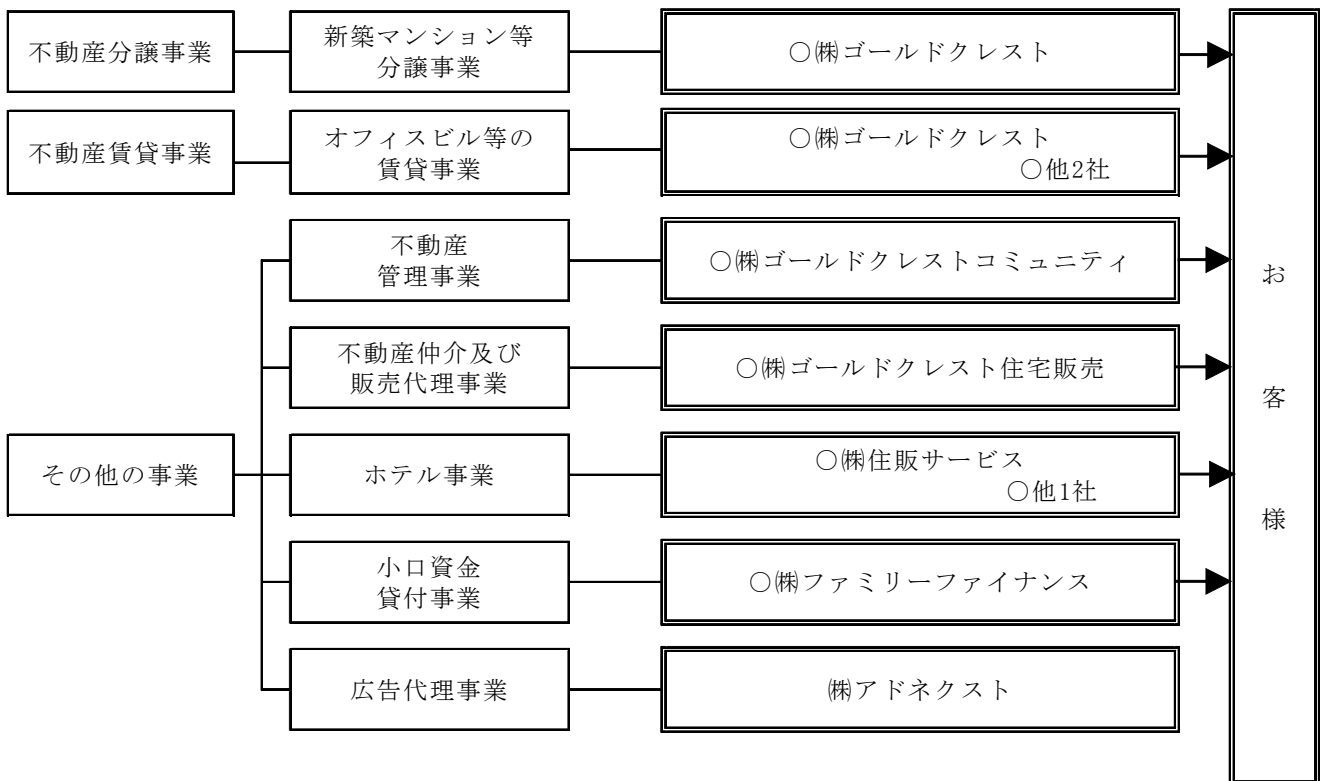 不動産分譲事業
新築マンション等
分譲事業
○㈱ゴールドクレスト
不動産賃貸事業
オフィスビル等の
賃貸事業
○㈱ゴールドクレスト
○他2社
不動産
管理事業
○㈱ゴールドクレストコミュニティ
不動産仲介及び
販売代理事業
○㈱ゴールドクレスト住宅販売
その他の事業
ホテル事業
○㈱住販サービス
○他1社
小口資金
貸付事業
○㈱ファミリーファイナンス
広告代理事業
㈱アドネクスト
お客様